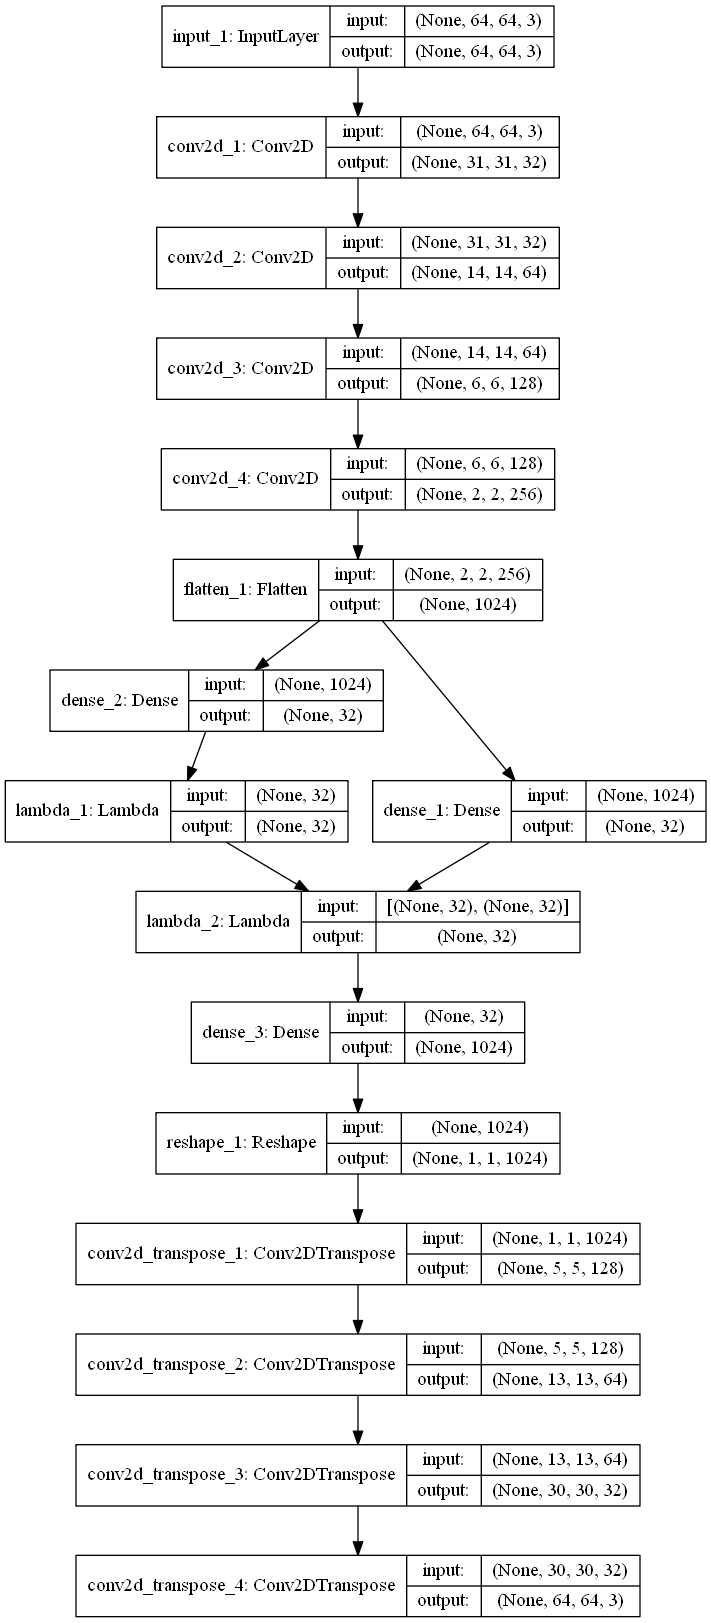 input_1: InputLayer
input: (None, 64, 64, 3)
output: (None, 64, 64, 3)
conv2d_1: Conv2D
input: (None, 64, 64, 3)
output: (None, 31, 31, 32)
conv2d_2: Conv2D
input: (None, 31, 31, 32)
output: (None, 14, 14, 64)
conv2d_3: Conv2D
input: (None, 14, 14, 64)
output: (None, 6, 6, 128)
conv2d_4: Conv2D
input: (None, 6, 6, 128)
output: (None, 2, 2, 256)
flatten_1: Flatten
input: (None, 2, 2, 256)
output: (None, 1024)
dense_2: Dense
input: (None, 1024)
output: (None, 32)
lambda_1: Lambda
input: (None, 32)
output: (None, 32)
dense_1: Dense
input: (None, 1024)
output: (None, 32)
lambda_2: Lambda
input: [(None, 32), (None, 32)]
output: (None, 32)
dense_3: Dense
input: (None, 32)
output: (None, 1024)
reshape_1: Reshape
input: (None, 1024)
output: (None, 1, 1, 1024)
conv2d_transpose_1: Conv2DTranspose
input: (None, 1, 1, 1024)
output: (None, 5, 5, 128)
conv2d_transpose_2: Conv2DTranspose
input: (None, 5, 5, 128)
output: (None, 13, 13, 64)
conv2d_transpose_3: Conv2DTranspose
input: (None, 13, 13, 64)
output: (None, 30, 30, 32)
conv2d_transpose_4: Conv2DTranspose
input: (None, 30, 30, 32)
output: (None, 64, 64, 3)